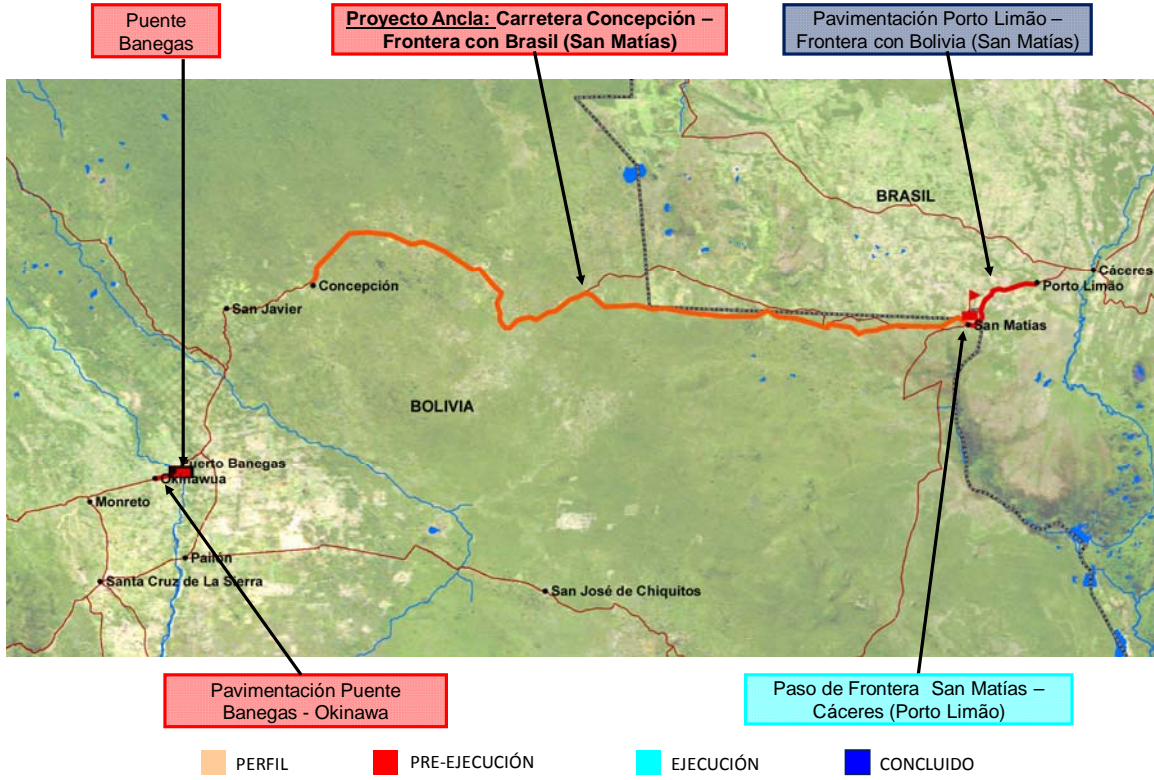 Puente
Banegas
Proyecto Ancla: Carretera Concepción –
Frontera con Brasil (San Matías)
Pavimentación Porto Limão –
Frontera con Bolivia (San Matías)
BRASIL
Cáceres
Porto Limão
Concepción
San Javier
San Matías
BOLIVIA
Puerto Banegas
Okinawua
Monreto
Pailón
Santa Cruz de La Sierra
San José de Chiquitos
Pavimentación Puente
Banegas - Okinawa
Paso de Frontera San Matías –
Cáceres (Porto Limão)
PERFIL
PRE-EJECUCIÓN
EJECUCIÓN
CONCLUIDO